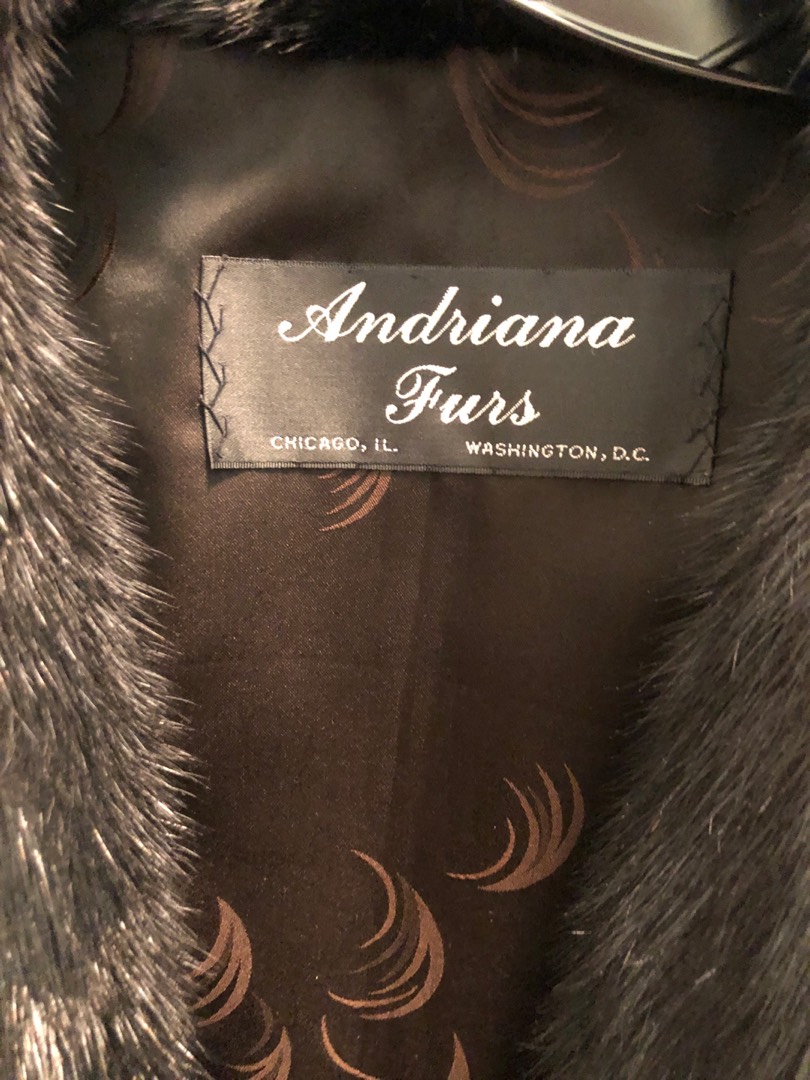 Andriana
Furs
CHICAGO, IL. WASHINGTON, D.C.